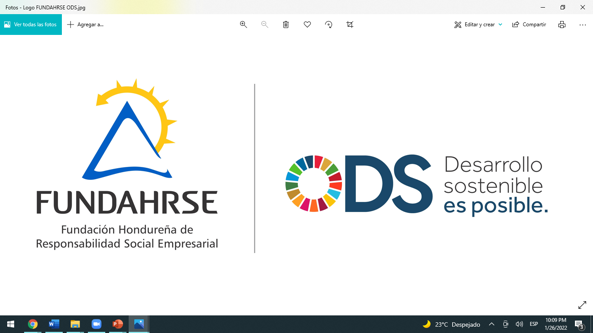 Fotos - Logo FUNDAHRSE ODS.jpg
Ver todas las fotos
Agregar a...
Editar y crear
Compartir
FUNDAHRSE
Fundación Hondureña de
Responsabilidad Social Empresarial
ODS
Desarrollo
sostenible
es posible.
23°C Despejado
ESP
10:09 PM
1/26/2022